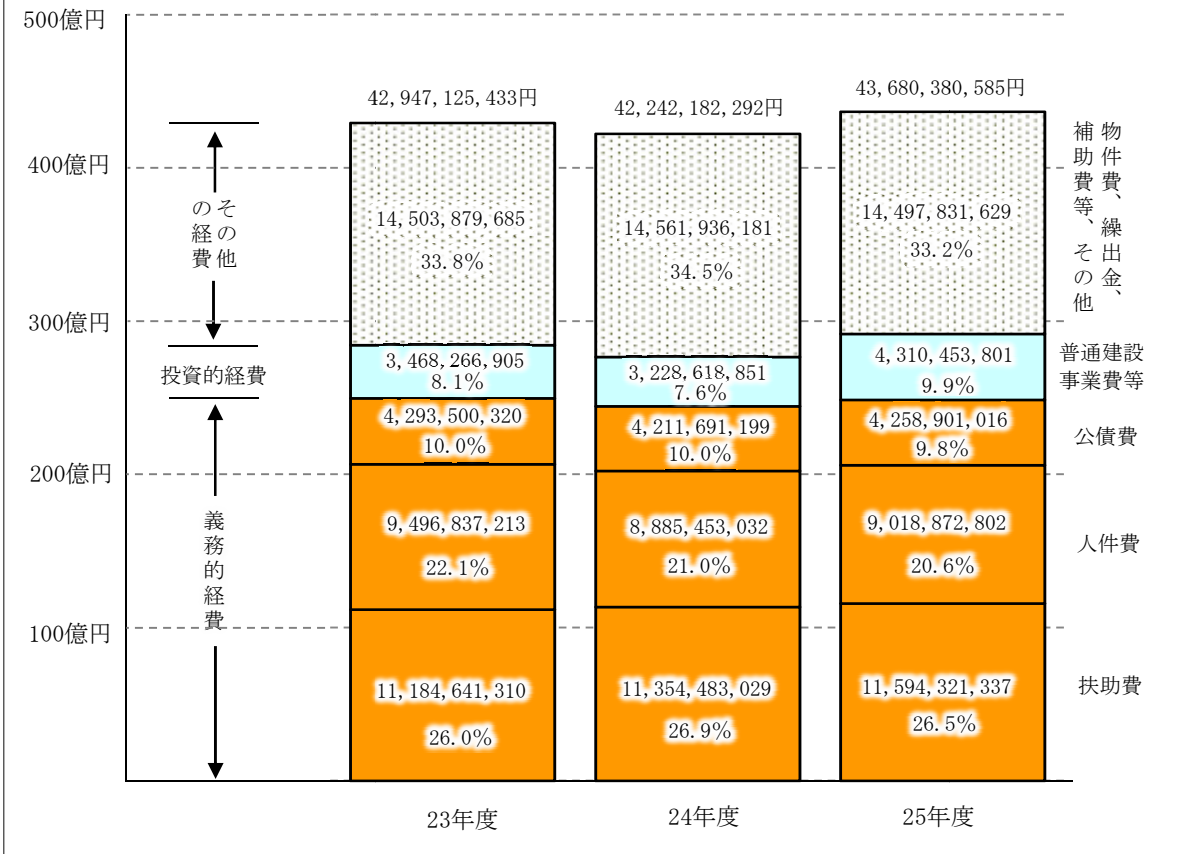 500億円
400億円
300億円
200億円
100億円
その他
の経費
投資的経費
義務的経費
42,947,125,433円
14,503,879,685
33.8%
3,468,266,905
8.1%
4,293,500,320
10.0%
9,496,837,213
22.1%
11,184,641,310
26.0%
23年度
42,242,182,292円
14,561,936,181
34.5%
3,228,618,851
7.6%
4,211,691,199
10.0%
8,885,453,032
21.0%
11,354,483,029
26.9%
24年度
43,680,380,585円
14,497,831,629
33.2%
4,310,453,801
9.9%
4,258,901,016
9.8%
9,018,872,802
20.6%
11,594,321,337
26.5%
25年度
物件費、繰出金、
補助費等、その他
普通建設
事業費等
公債費
人件費
扶助費